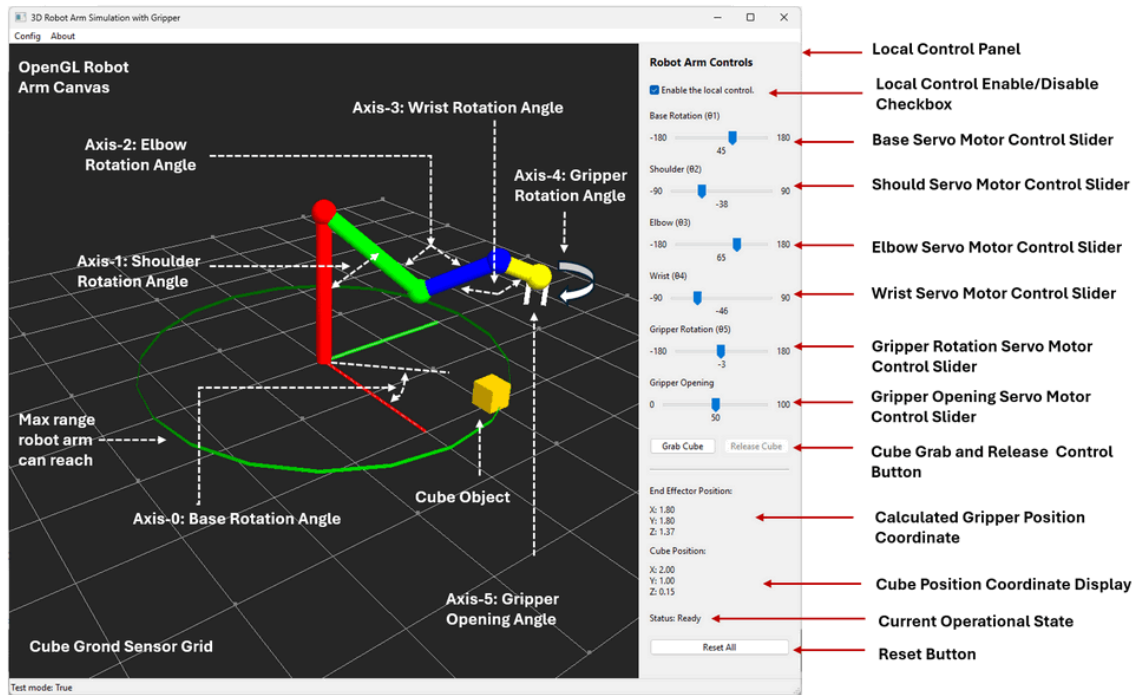 3D Robot Arm Simulation with Gripper
Config About
OpenGL Robot
Arm Canvas
Axis-3: Wrist Rotation Angle
Axis-2: Elbow
Rotation Angle
Axis-4: Gripper
Rotation Angle
Axis-1: Shoulder
Rotation Angle
Max range
robot arm
can reach
Cube Object
Axis-0: Base Rotation Angle
Axis-5: Gripper
Opening Angle
Cube Grond Sensor Grid
Test mode: True
Robot Arm Controls
Enable the local control.
Base Rotation (θ1)
-180 180
45
Shoulder (θ2)
-90 90
-38
Elbow (θ3)
-180 180
65
Wrist (θ4)
-90 90
-46
Gripper Rotation (θ5)
-180 180
-3
Gripper Opening
0 100
50
Grab Cube Release Cube
End Effector Position:
X: 1.80
Y: 1.80
Z: 1.37
Cube Position:
X: 2.00
Y: 1.00
Z: 0.15
Status: Ready
Reset All
Local Control Panel
Local Control Enable/Disable
Checkbox
Base Servo Motor Control Slider
Should Servo Motor Control Slider
Elbow Servo Motor Control Slider
Wrist Servo Motor Control Slider
Gripper Rotation Servo Motor
Control Slider
Gripper Opening Servo Motor
Control Slider
Cube Grab and Release Control
Button
Calculated Gripper Position
Coordinate
Cube Position Coordinate Display
Current Operational State
Reset Button